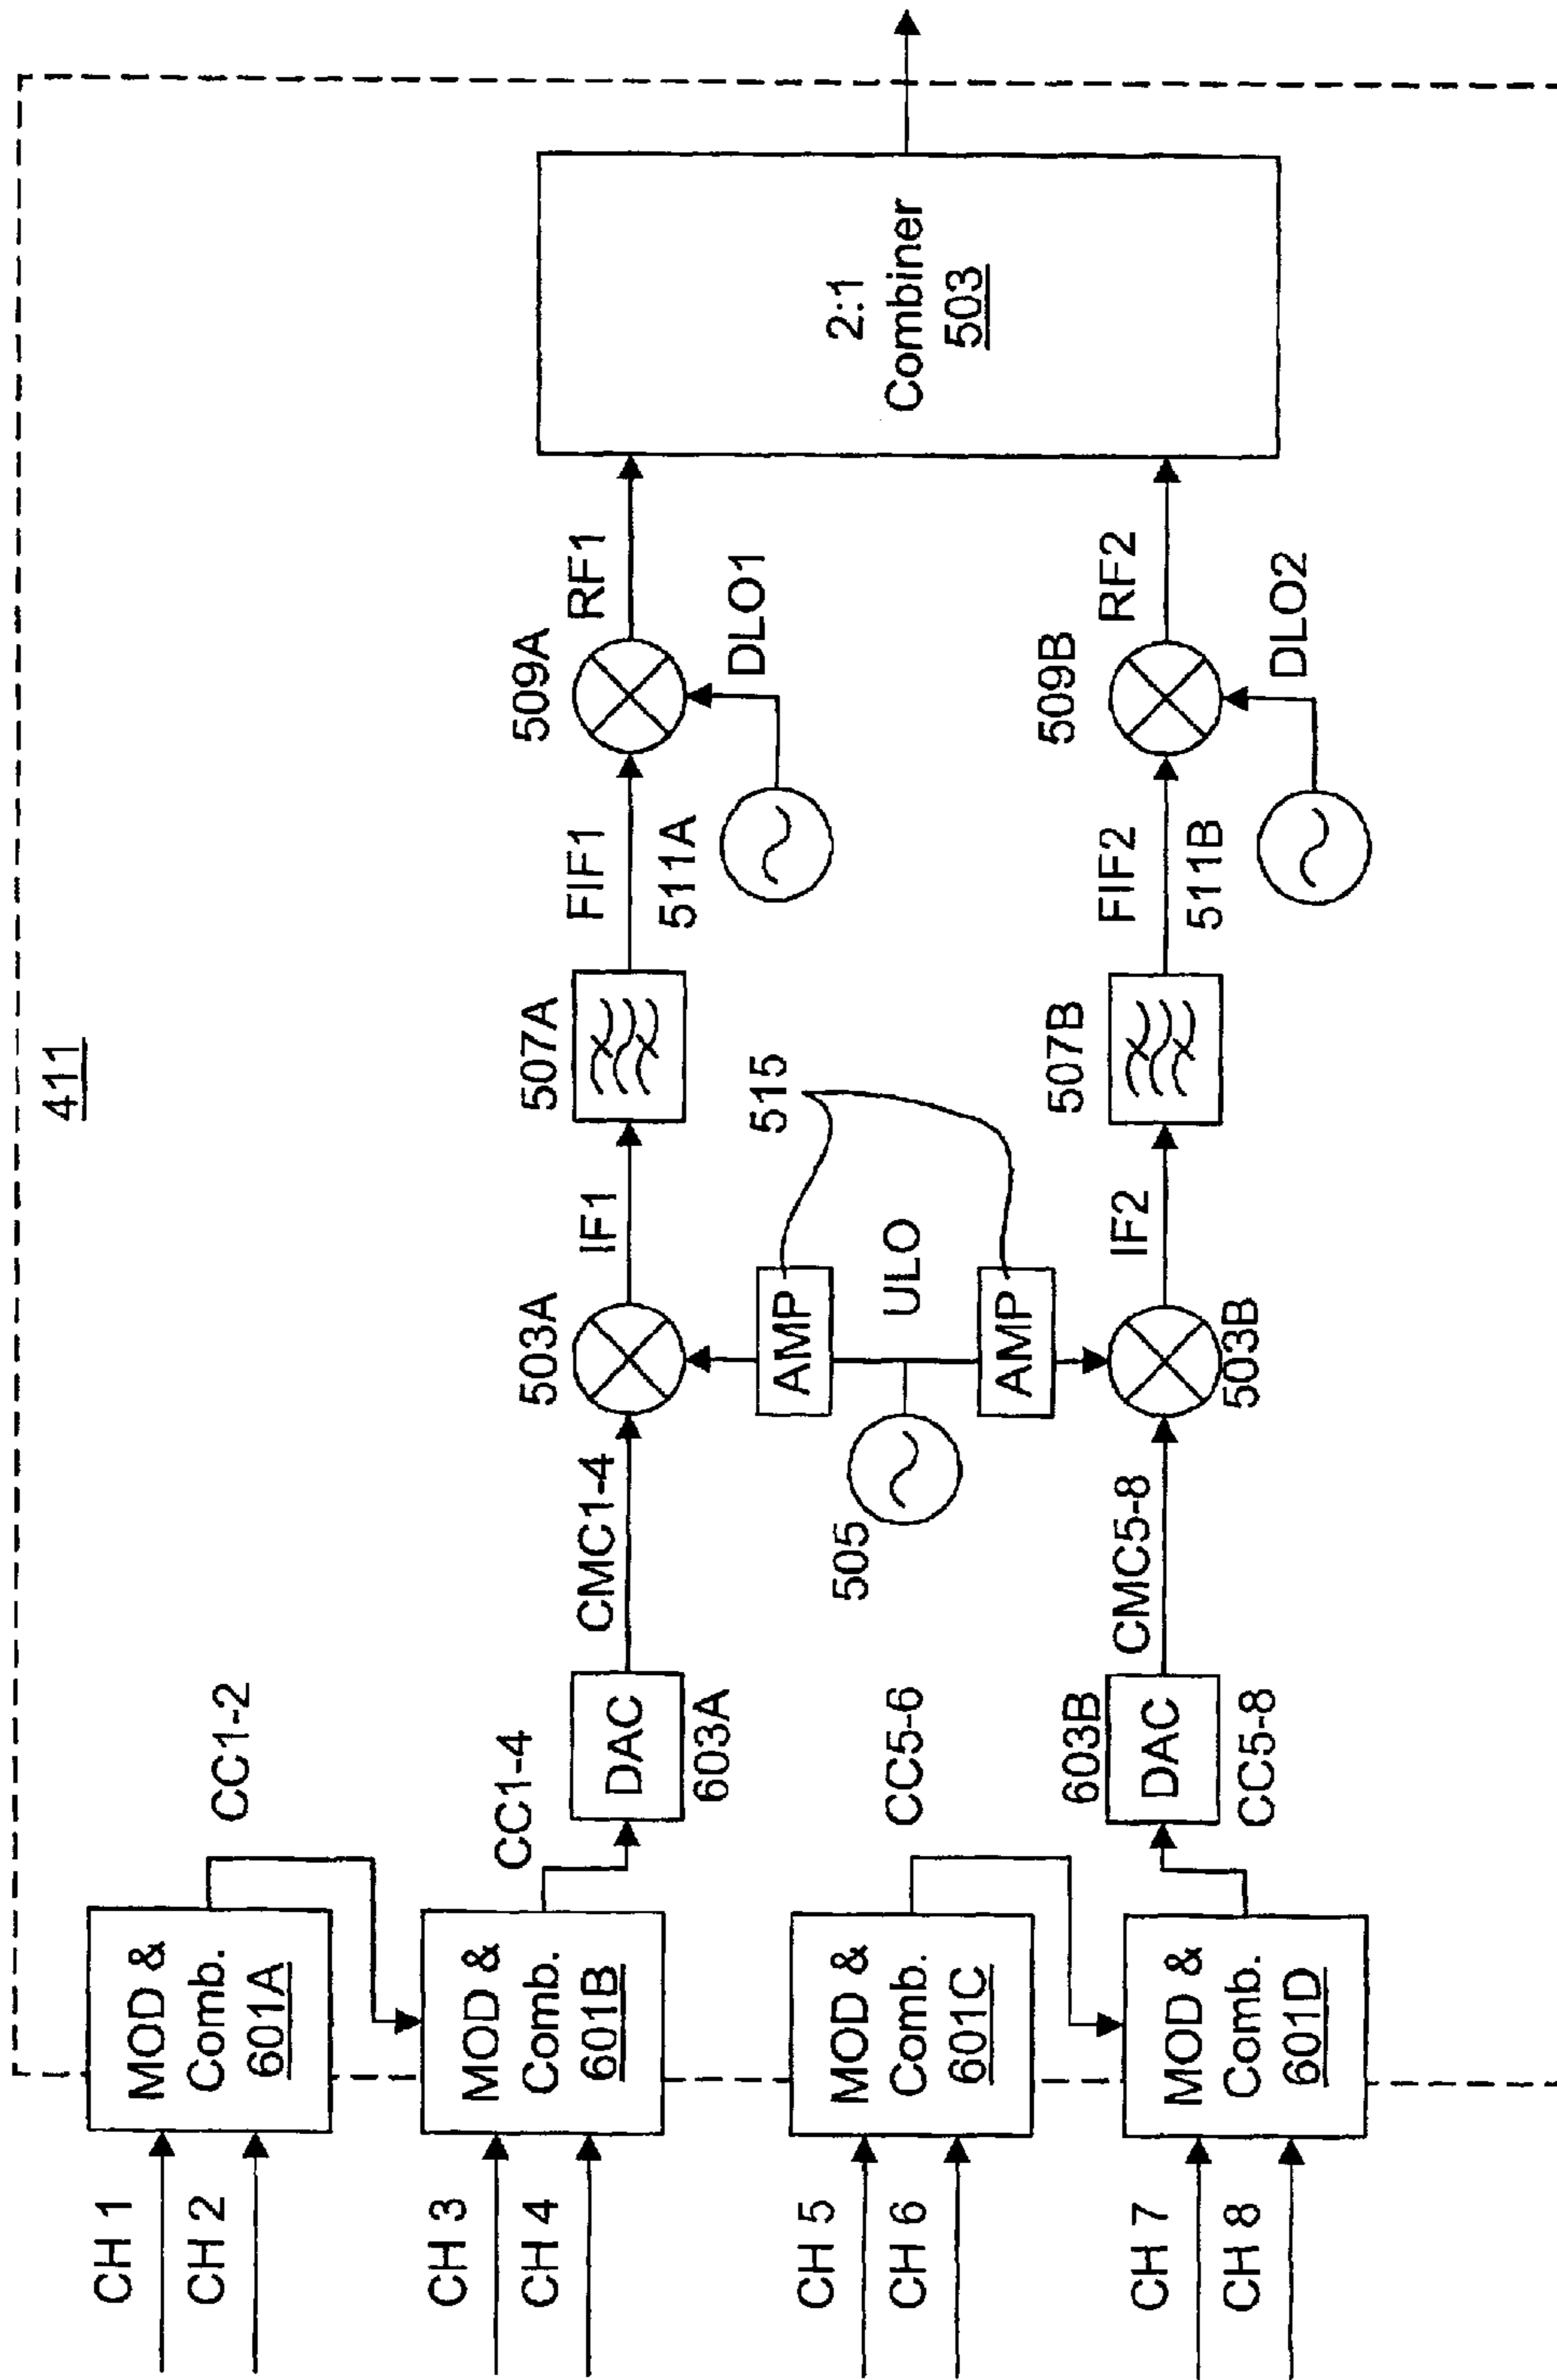 411
CH 1
CH 2
MOD &
Comb.
601A
CC1-2
CH 3
CH 4
MOD &
Comb.
601B
CC1-4
DAC
603A
CMC1-4
503A
IF1
507A
FIF1
509A
RF1
511A
DLO1
AMP
515
505
ULO
AMP
2:1
Combiner
503
CH 5
CH 6
MOD &
Comb.
601C
CC5-6
CH 7
CH 8
MOD &
Comb.
601D
CC5-8
603B
DAC
CMC5-8
503B
IF2
507B
FIF2
509B
RF2
511B
DLO2